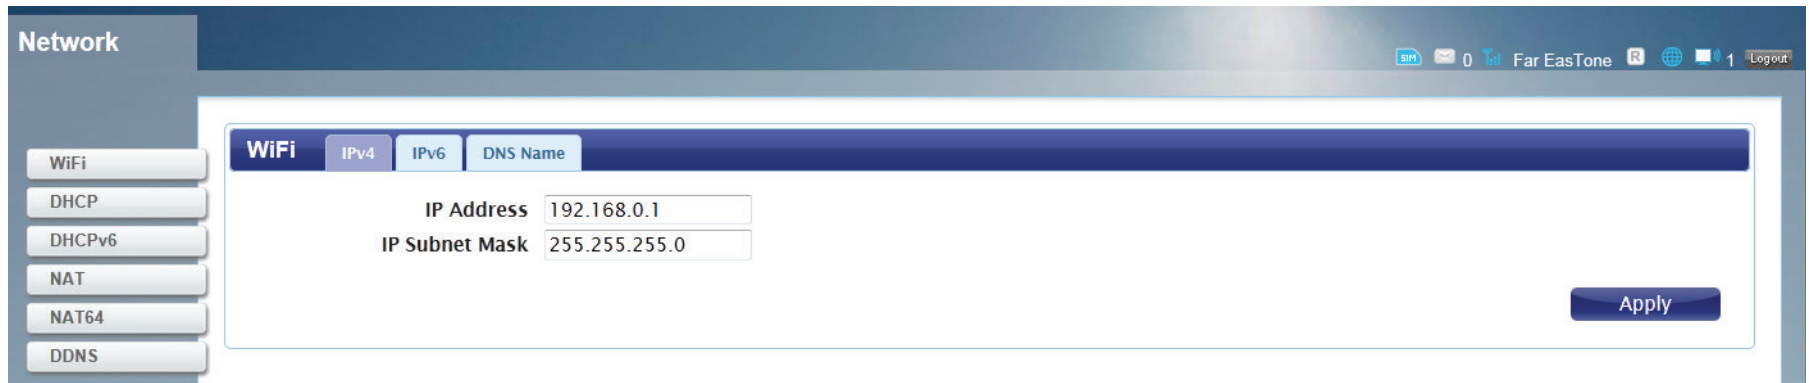 Network
SIM 0 Far EasTone R 1 Logout
WiFi IPv4 IPv6 DNS Name
WiFi
DHCP
DHCPv6
NAT
NAT64
DDNS
IP Address 192.168.0.1
IP Subnet Mask 255.255.255.0
Apply